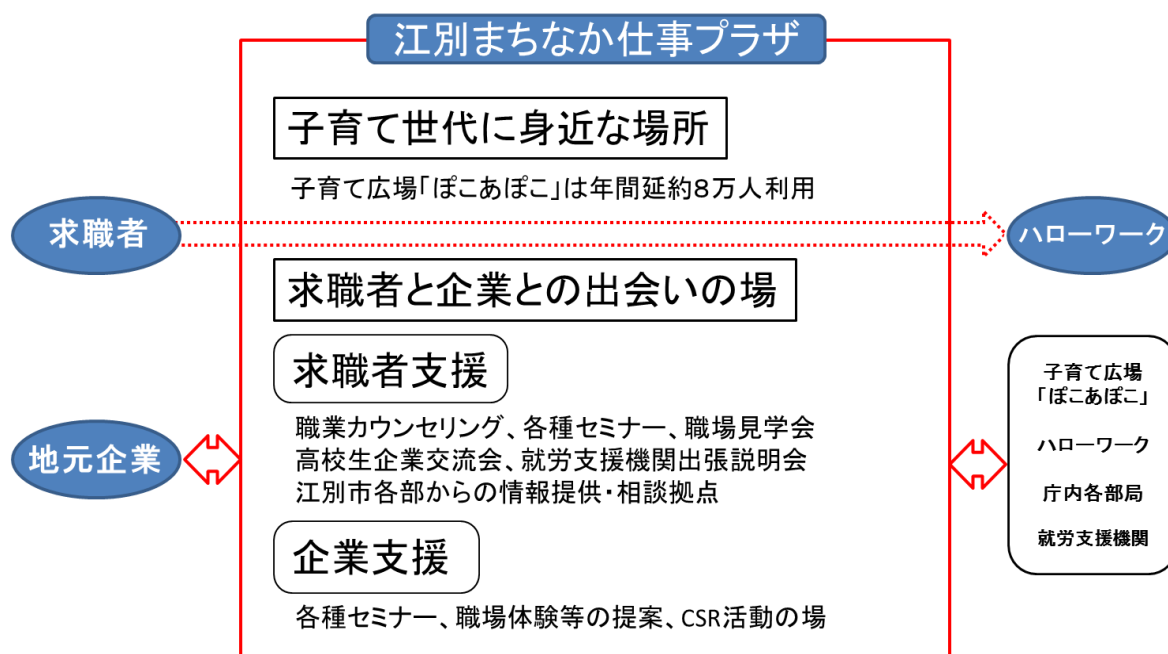 江別まちなか仕事プラザ
子育て世代に身近な場所
子育て広場「ぽこあぽこ」は年間延約8万人利用
求職者
ハローワーク
求職者と企業との出会いの場
求職者支援
職業カウンセリング、各種セミナー、職場見学会
高校生企業交流会、就労支援機関出張説明会
江別市各部からの情報提供・相談拠点
企業支援
各種セミナー、職場体験等の提案、CSR活動の場
地元企業
子育て広場
「ぽこあぽこ」
ハローワーク
庁内各部局
就労支援機関